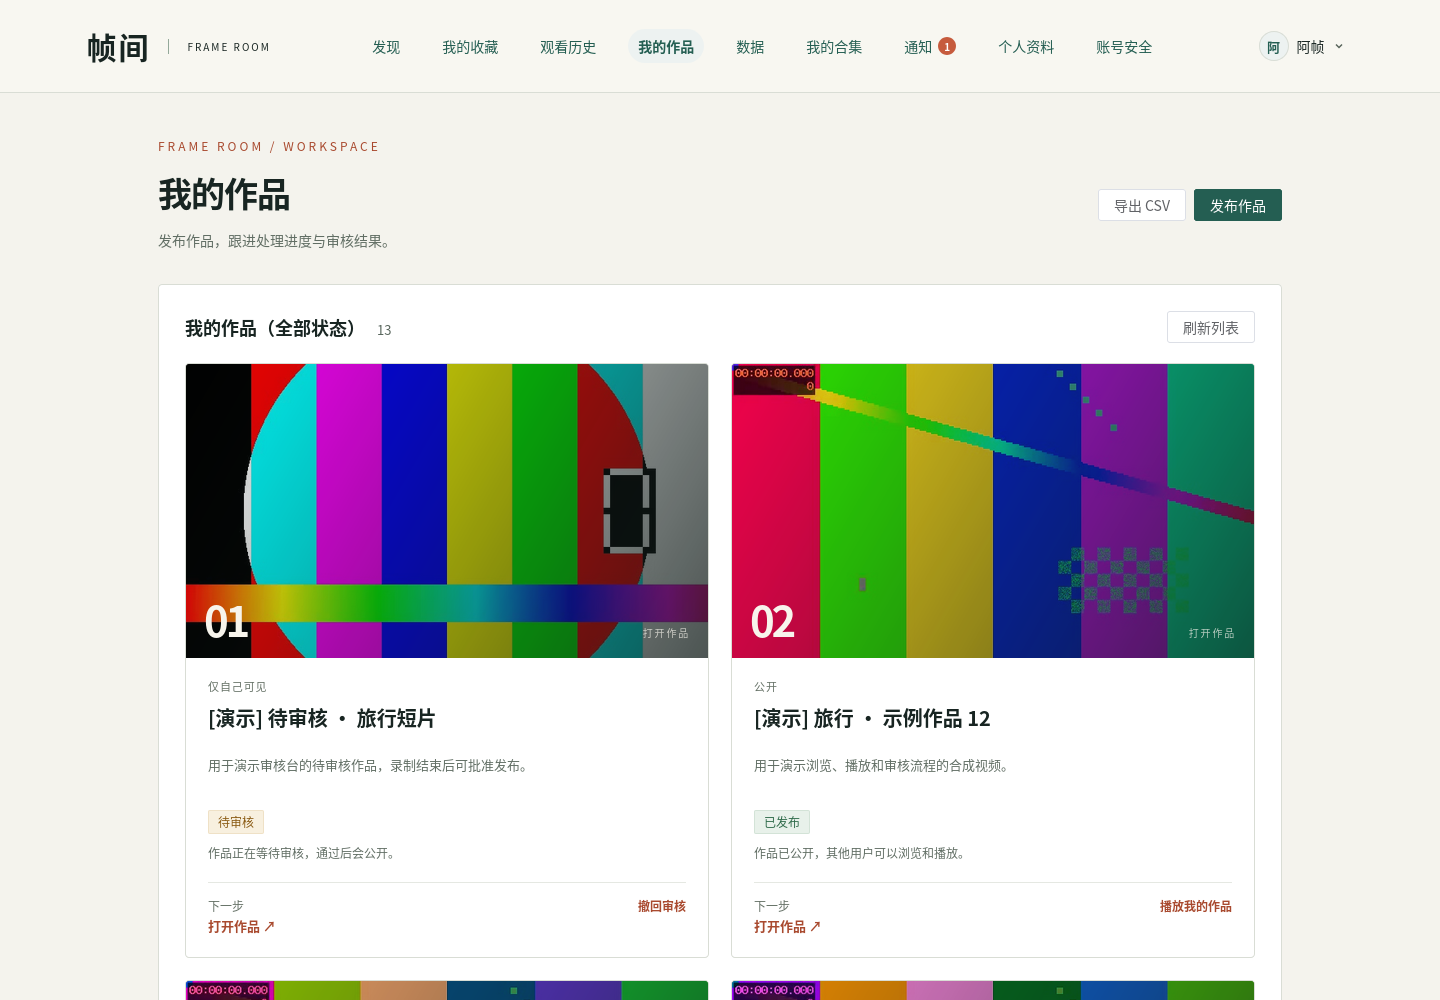 帧间 FRAME ROOM 发现 我的收藏 观看历史 我的作品 数据 我的合集 通知 1 个人资料 账号安全 阿 阿帧
FRAME ROOM / WORKSPACE
我的作品
导出 CSV 发布作品
发布作品，跟进处理进度与审核结果。
我的作品（全部状态） 13 刷新列表
01 打开作品
仅自己可见
[演示] 待审核 · 旅行短片
用于演示审核台的待审核作品，录制结束后可批准发布。
待审核
作品正在等待审核，通过后会公开。
下一步 撤回审核
打开作品 ↗
00:00:00.000
0
02 打开作品
公开
[演示] 旅行 · 示例作品 12
用于演示浏览、播放和审核流程的合成视频。
已发布
作品已公开，其他用户可以浏览和播放。
下一步 播放我的作品
打开作品 ↗
00:00:00.000 00:00:00.000